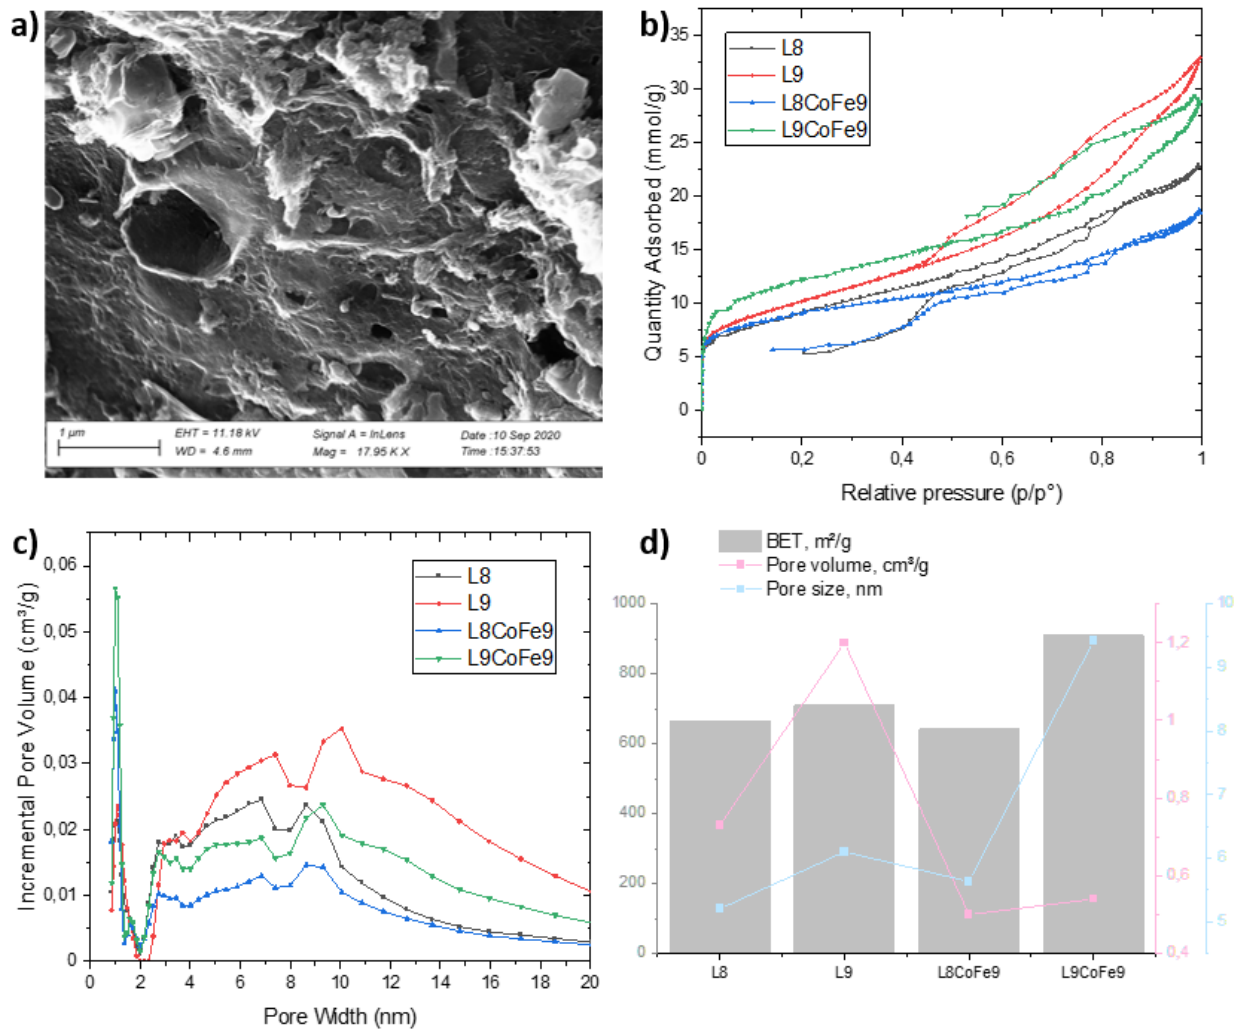 a)
1 µm
EHT = 11.18 kV
Signal A = InLens
Date :10 Sep 2020
WD = 4.6 mm
Mag = 17.95 K X
Time :15:37:53
b)
L8
L9
L8CoFe9
L9CoFe9
35
30
25
20
15
10
5
0
Quantity Adsorbed (mmol/g)
0
0,2
0,4
0,6
0,8
1
Relative pressure (p/p°)
c)
L8
L9
L8CoFe9
L9CoFe9
0,06
0,05
0,04
0,03
0,02
0,01
0
Incremental Pore Volume (cm³/g)
0
2
4
6
8
10
12
14
16
18
20
Pore Width (nm)
d)
BET, m²/g
Pore volume, cm³/g
Pore size, nm
1000
800
600
400
200
0
1,2
1
0,8
0,6
0,4
10
9
8
7
6
5
L8
L9
L8CoFe9
L9CoFe9